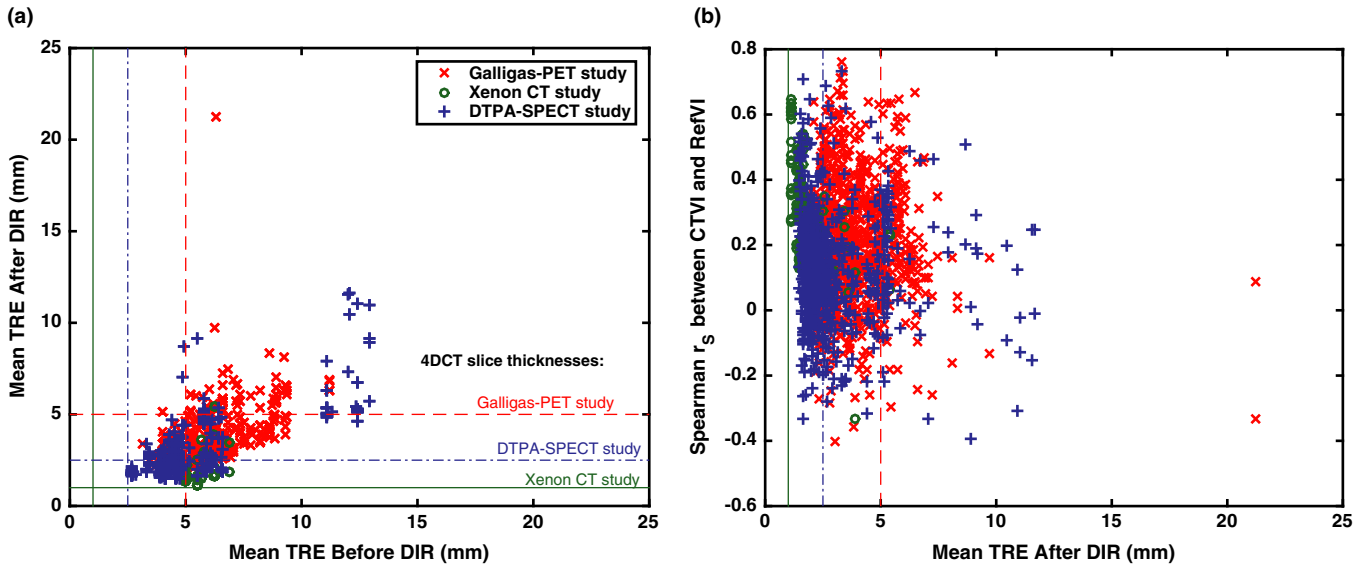 (a)
25
20
15
10
5
0
0
5
10
15
20
25
Mean TRE After DIR (mm)
Mean TRE Before DIR (mm)
Galligas-PET study
Xenon CT study
DTPA-SPECT study
4DCT slice thicknesses:
Galligas-PET study
DTPA-SPECT study
Xenon CT study
(b)
0.8
0.6
0.4
0.2
0
-0.2
-0.4
-0.6
0
5
10
15
20
25
Spearman rS between CTVI and RefVI
Mean TRE After DIR (mm)